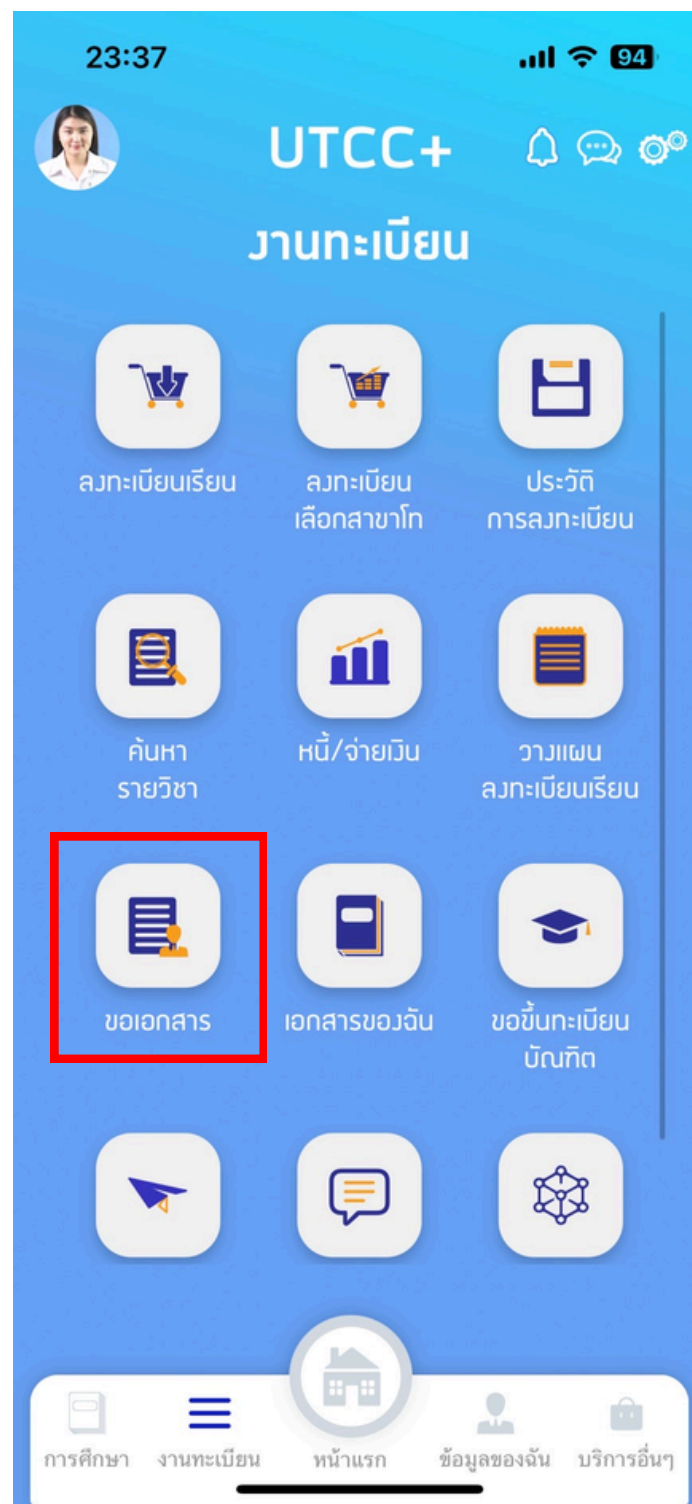 23:37
94
UTCC+
งานทะเบียน
ลงทะเบียนเรียน
ลงทะเบียน
เลือกสาขาโท
ประวัติ
การลงทะเบียน
ค้นหา
รายวิชา
หนี้/จ่ายเงิน
วางแผน
ลงทะเบียนเรียน
ขอเอกสาร
เอกสารของฉัน
ขอขึ้นทะเบียน
บัณฑิต
การศึกษา
งานทะเบียน
หน้าแรก
ข้อมูลของฉัน
บริการอื่นๆ